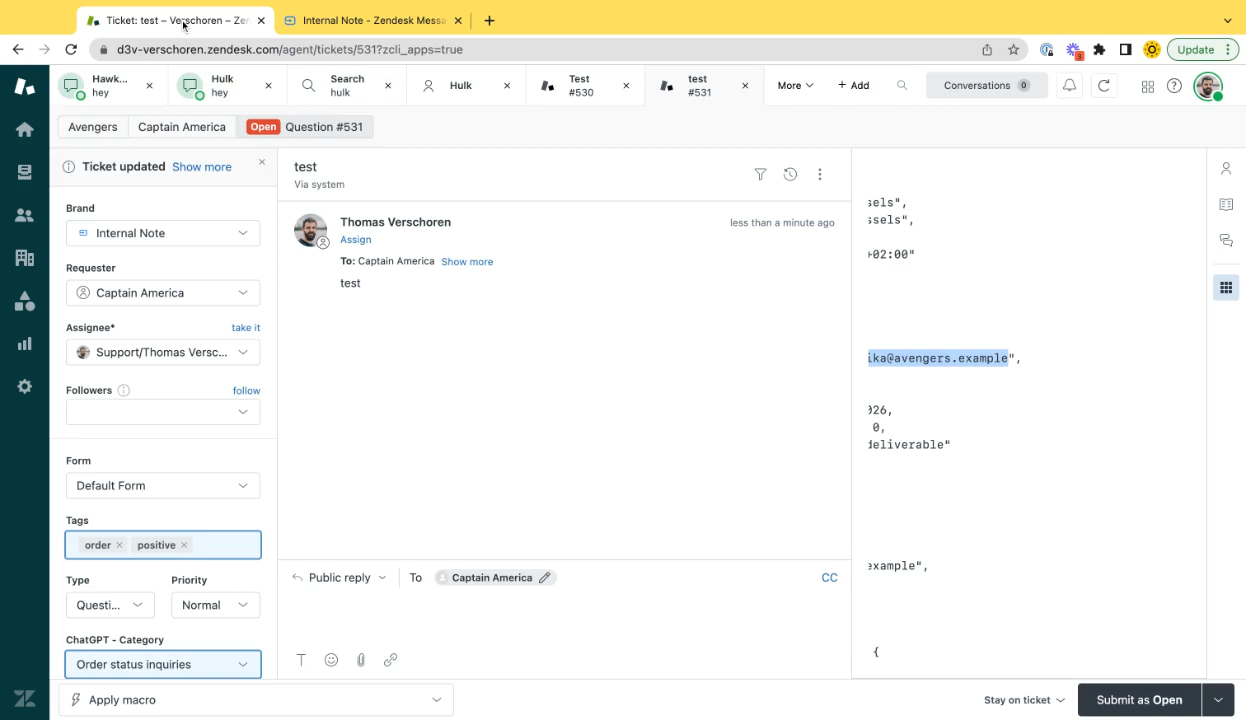 Ticket: test – Verschoren – Zen
Internal Note - Zendesk Messa
d3v-verschoren.zendesk.com/agent/tickets/531?zcli_apps=true
3
Update
Hawk...
hey
Hulk
hey
Search
hulk
Hulk
Test
#530
test
#531
More
+ Add
Conversations 0
Avengers
Captain America
Open Question #531
Ticket updated Show more
Brand
Internal Note
Requester
Captain America
Assignee* take it
Support/Thomas Versc...
Followers follow
Form
Default Form
Tags
order × positive ×
Type Priority
Questi... Normal
ChatGPT - Category
Order status inquiries
test
Via system
Thomas Verschoren less than a minute ago
Assign
To: Captain America Show more
test
Public reply To Captain America CC
sels",
ssels",
+02:00"
ika@avengers.example",
026,
0,
deliverable"
example",
{
Apply macro
Stay on ticket
Submit as Open